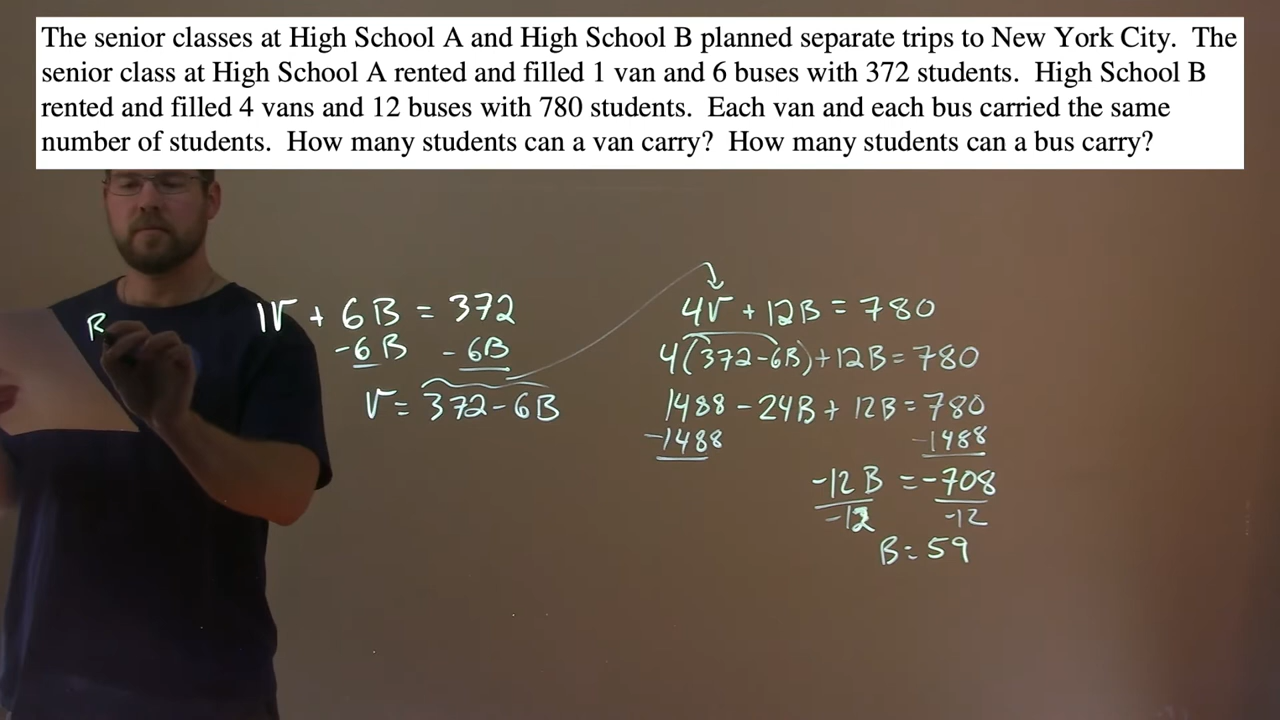 The senior classes at High School A and High School B planned separate trips to New York City. The
senior class at High School A rented and filled 1 van and 6 buses with 372 students. High School B
rented and filled 4 vans and 12 buses with 780 students. Each van and each bus carried the same
number of students. How many students can a van carry? How many students can a bus carry?
B
1V + 6B = 372
-6B -6B
V = 372-6B
4V + 12B = 780
4(372-6B)+12B=780
1488 - 24B + 12B = 780
-1488 -1488
-12B = -708
-12 -12
B = 59